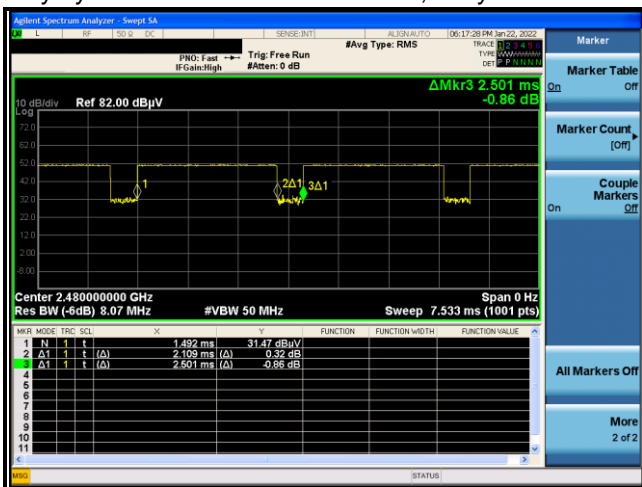 Agilent Spectrum Analyzer - Swept SA
L RF 50 Ω DC SENSE:INT ALIGN AUTO 06:17:28 PM Jan 22, 2022
#Avg Type: RMS TRACE 1 2 3 4 5 6
PNO: Fast Trig: Free Run TYPE
IFGain:High #Atten: 0 dB DET P P N N N N
ΔMkr3 2.501 ms
10 dB/div Ref 82.00 dBµV -0.86 dB
Log
72.0
62.0
52.0
42.0
32.0
22.0
12.0
2.00
-8.00
1 2Δ1 3Δ1
Center 2.480000000 GHz Span 0 Hz
Res BW (-6dB) 8.07 MHz #VBW 50 MHz Sweep 7.533 ms (1001 pts)
MKR MODE TRC SCL X Y FUNCTION FUNCTION WIDTH FUNCTION VALUE
1 N 1 t 1.492 ms 31.47 dBµV
2 Δ1 1 t (Δ) 2.109 ms (Δ) 0.32 dB
3 Δ1 1 t (Δ) 2.501 ms (Δ) -0.86 dB
4
5
6
7
8
9
10
11
MSG STATUS
Marker
Marker Table
On Off
Marker Count
[Off]
Couple
Markers
On Off
All Markers Off
More
2 of 2